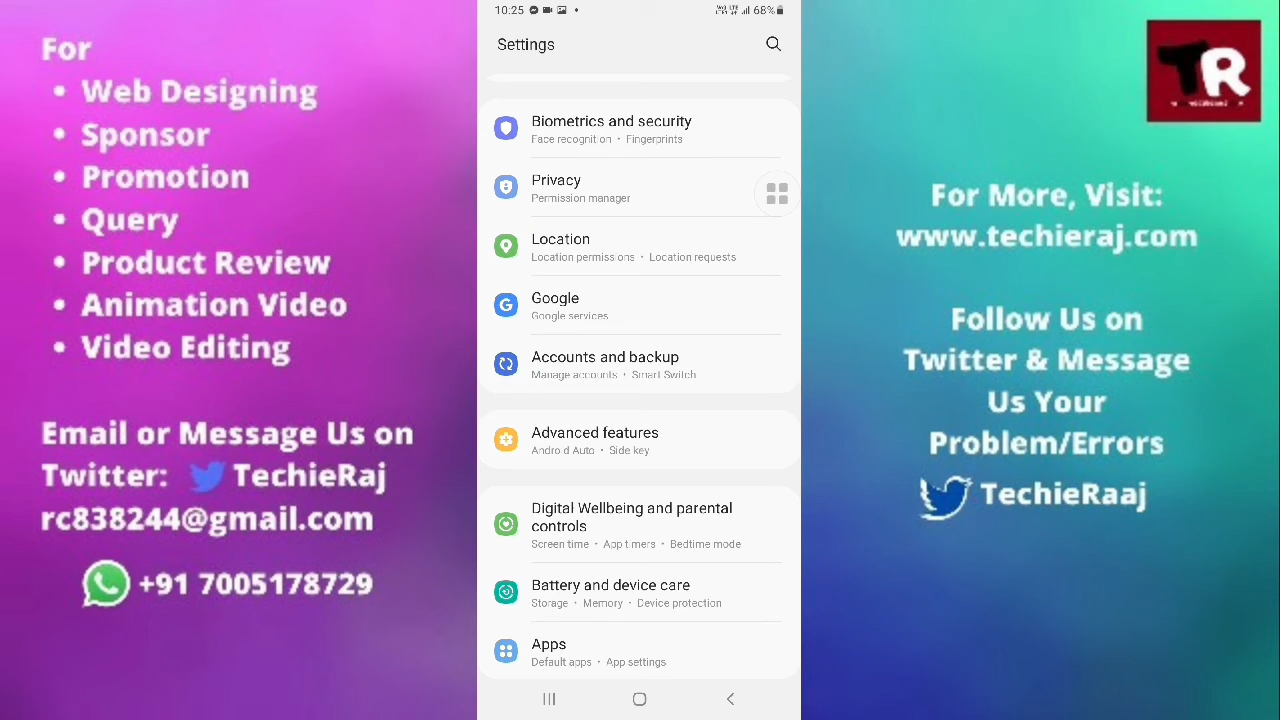 For
• Web Designing
• Sponsor
• Promotion
• Query
• Product Review
• Animation Video
• Video Editing
Email or Message Us on
Twitter: TechieRaj
rc838244@gmail.com
+91 7005178729
10.25
68%
Settings
Biometrics and security
Face recognition • Fingerprints
Privacy
Permission manager
Location
Location permissions • Location requests
Google
Google services
Accounts and backup
Manage accounts • Smart Switch
Advanced features
Android Auto • Side key
Digital Wellbeing and parental
controls
Screen time • App timers • Bedtime mode
Battery and device care
Storage • Memory • Device protection
Apps
Default apps • App settings
TR
For More, Visit:
www.techieraj.com
Follow Us on
Twitter & Message
Us Your
Problem/Errors
TechieRaaj